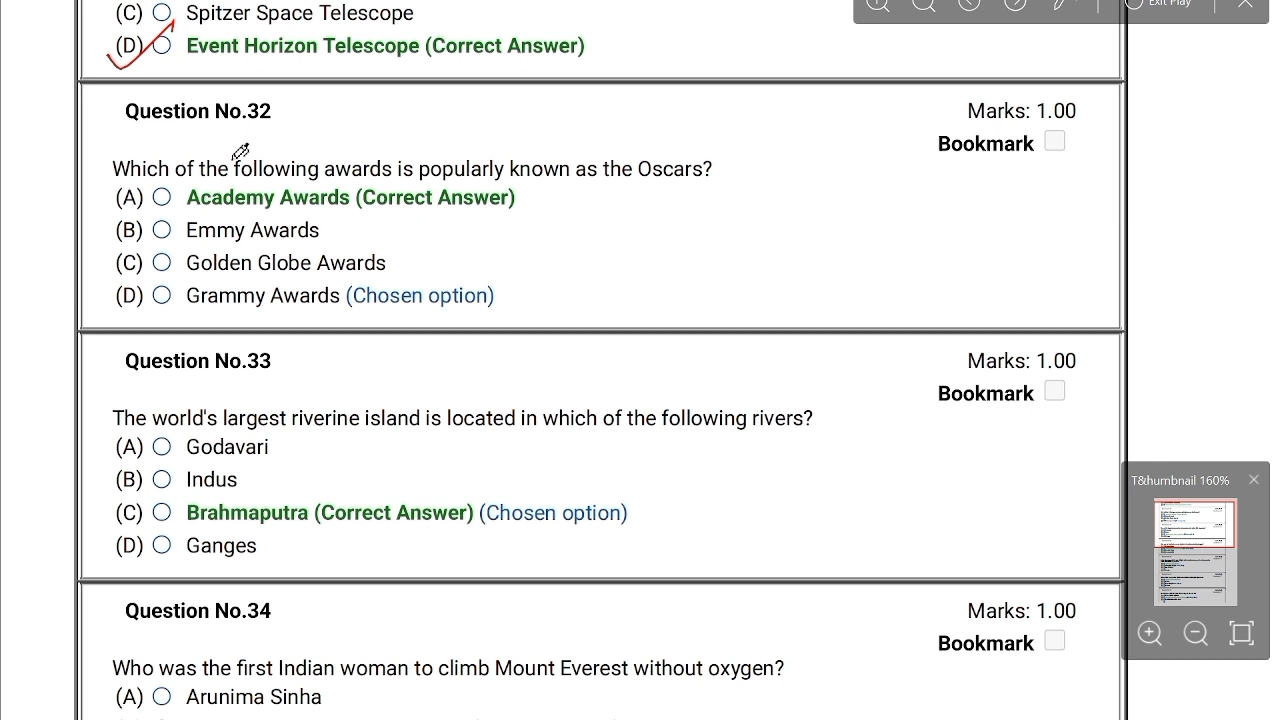 (C) Spitzer Space Telescope
Exit Play
(D) Event Horizon Telescope (Correct Answer)
Question No.32
Marks: 1.00
Bookmark
Which of the following awards is popularly known as the Oscars?
(A) Academy Awards (Correct Answer)
(B) Emmy Awards
(C) Golden Globe Awards
(D) Grammy Awards (Chosen option)
Question No.33
Marks: 1.00
Bookmark
The world's largest riverine island is located in which of the following rivers?
(A) Godavari
(B) Indus
(C) Brahmaputra (Correct Answer) (Chosen option)
(D) Ganges
T&humbnail 160%
Question No.34
Marks: 1.00
Bookmark
Who was the first Indian woman to climb Mount Everest without oxygen?
(A) Arunima Sinha